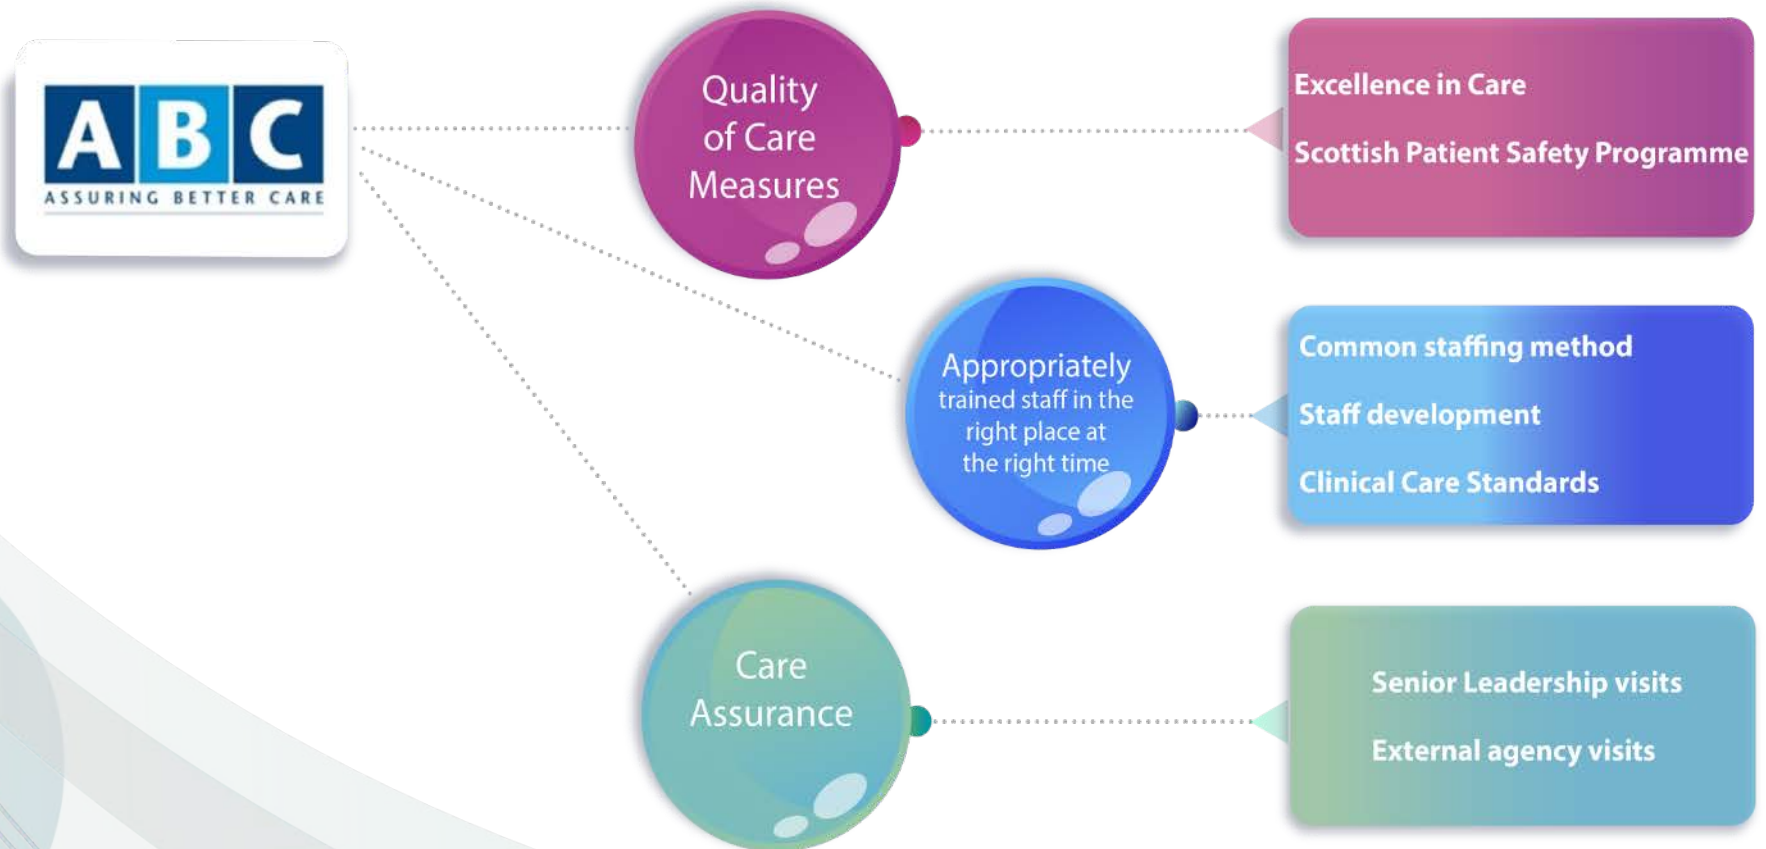 ABC
ASSURING BETTER CARE
Quality
of Care
Measures
Excellence in Care
Scottish Patient Safety Programme
Appropriately
trained staff in the
right place at
the right time
Common staffing method
Staff development
Clinical Care Standards
Care
Assurance
Senior Leadership visits
External agency visits